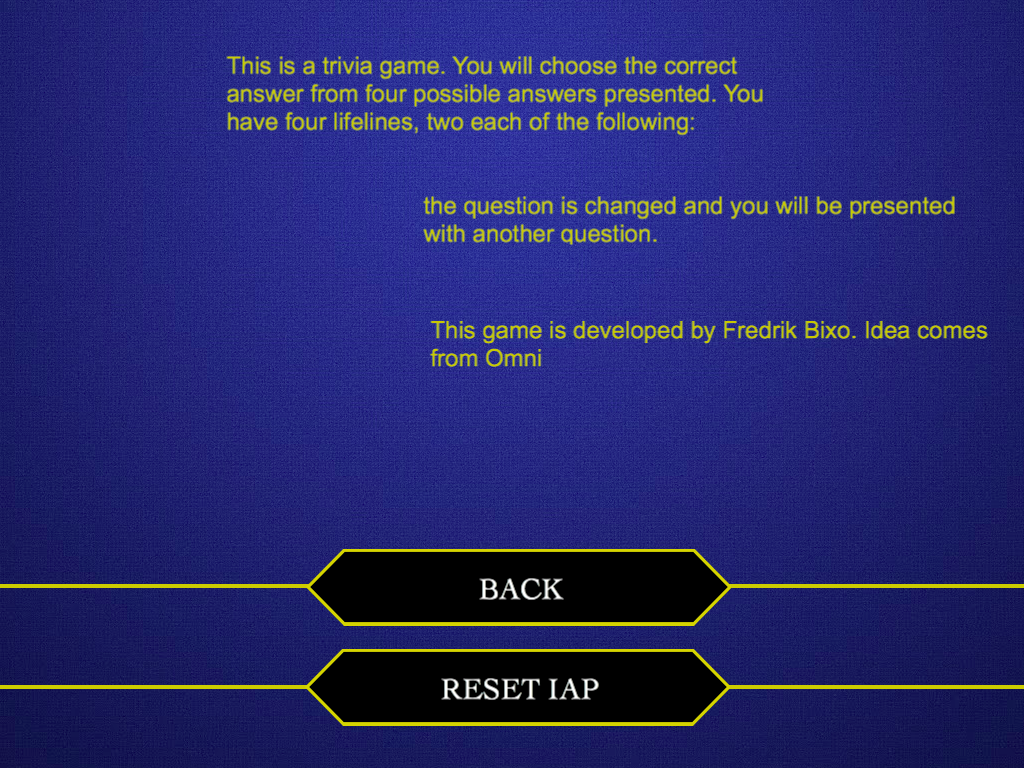 This is a trivia game. You will choose the correct
answer from four possible answers presented. You
have four lifelines, two each of the following:
the question is changed and you will be presented
with another question.
This game is developed by Fredrik Bixo. Idea comes
from Omni
BACK
RESET IAP